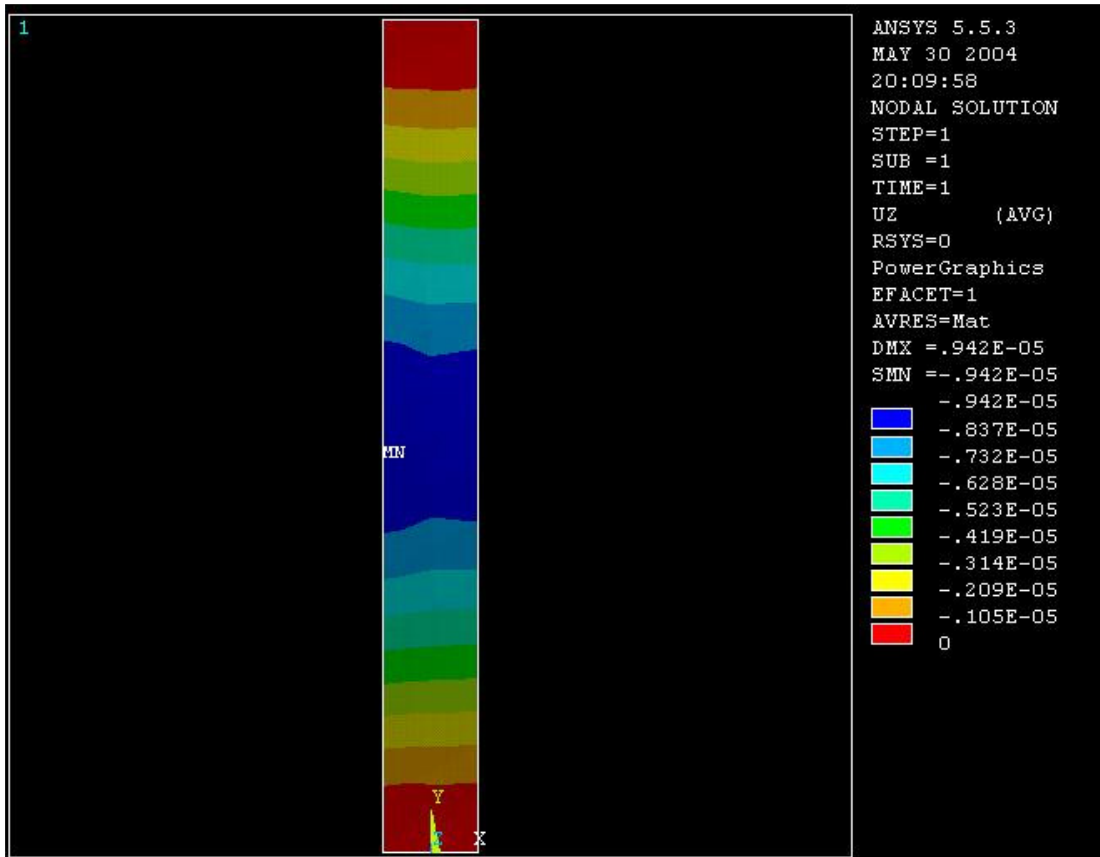 1
ANSYS 5.5.3
MAY 30 2004
20:09:58
NODAL SOLUTION
STEP=1
SUB =1
TIME=1
UZ (AVG)
RSYS=0
PowerGraphics
EFACET=1
AVRES=Mat
DMX =.942E-05
SMN =-.942E-05
-.942E-05
-.837E-05
-.732E-05
-.628E-05
-.523E-05
-.419E-05
-.314E-05
-.209E-05
-.105E-05
0
MN
Y
Z X